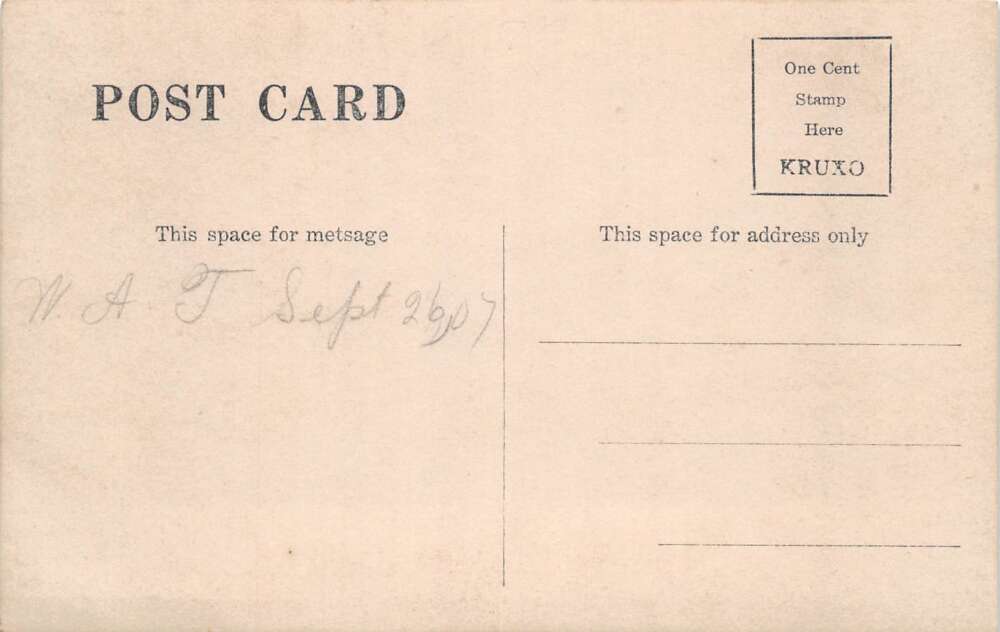 POST CARD
One Cent
Stamp
Here
KRUXO
This space for metsage
This space for address only
W. A. T Sept 26, 07